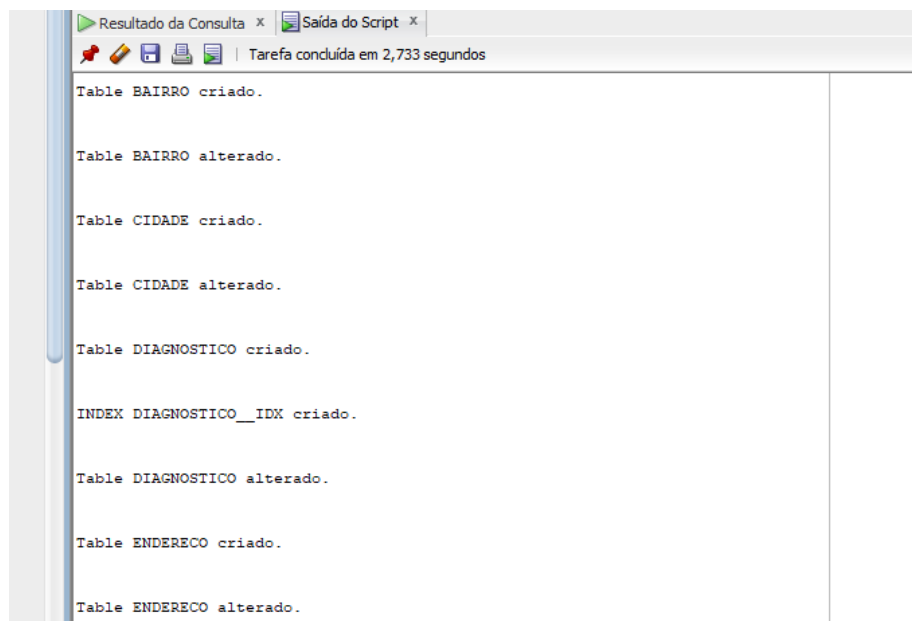 Resultado da Consulta x Saída do Script x
Tarefa concluída em 2,733 segundos
Table BAIRRO criado.
Table BAIRRO alterado.
Table CIDADE criado.
Table CIDADE alterado.
Table DIAGNOSTICO criado.
INDEX DIAGNOSTICO__IDX criado.
Table DIAGNOSTICO alterado.
Table ENDERECO criado.
Table ENDERECO alterado.